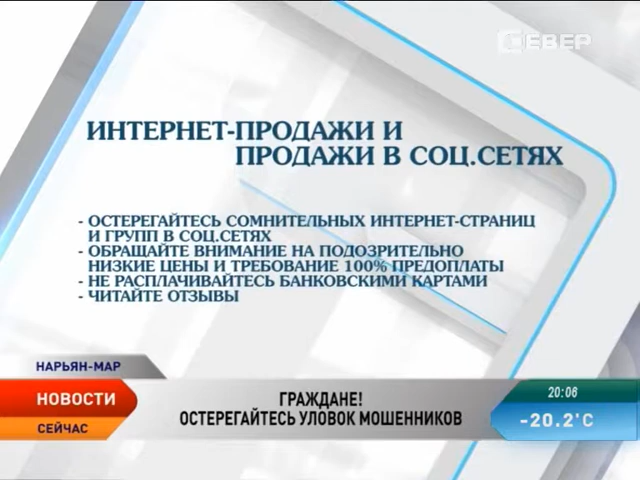 СЕВЕР
ИНТЕРНЕТ-ПРОДАЖИ И
ПРОДАЖИ В СОЦ.СЕТЯХ
- ОСТЕРЕГАЙТЕСЬ СОМНИТЕЛЬНЫХ ИНТЕРНЕТ-СТРАНИЦ
И ГРУПП В СОЦ.СЕТЯХ
- ОБРАЩАЙТЕ ВНИМАНИЕ НА ПОДОЗРИТЕЛЬНО
НИЗКИЕ ЦЕНЫ И ТРЕБОВАНИЕ 100% ПРЕДОПЛАТЫ
- НЕ РАСПЛАЧИВАЙТЕСЬ БАНКОВСКИМИ КАРТАМИ
- ЧИТАЙТЕ ОТЗЫВЫ
НАРЬЯН-МАР
НОВОСТИ
СЕЙЧАС
ГРАЖДАНЕ!
ОСТЕРЕГАЙТЕСЬ УЛОВОК МОШЕННИКОВ
20:06
-20.2'C